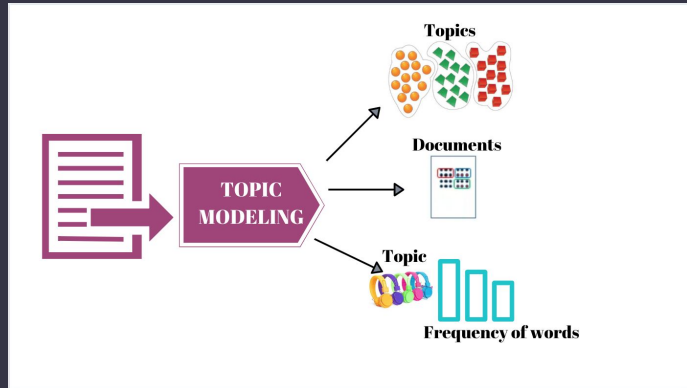 Topics
Documents
TOPIC
MODELING
Topic
Frequency of words